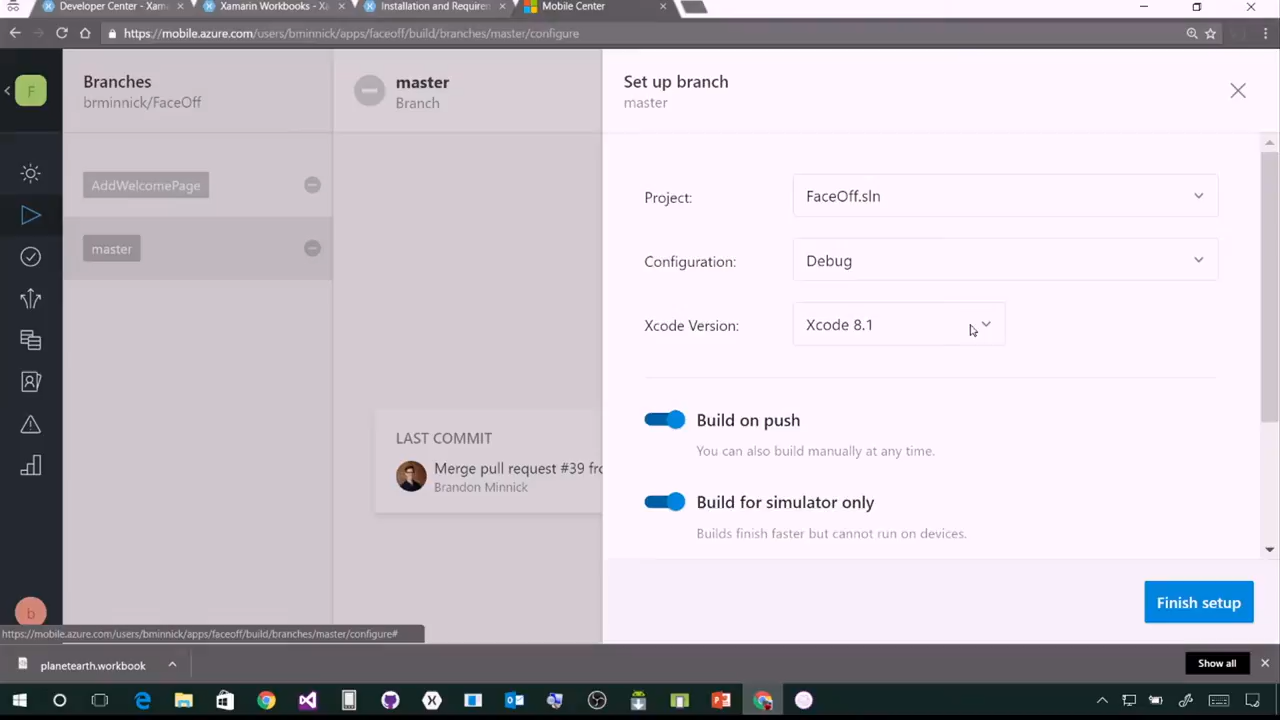 Developer Center - Xama
Xamarin Workbooks - Xa
Installation and Requirem
Mobile Center
https://mobile.azure.com/users/bminnick/apps/faceoff/build/branches/master/configure
F
Branches
brminnick/FaceOff
master
Branch
Set up branch
master
AddWelcomePage
master
Project:
FaceOff.sln
Configuration:
Debug
Xcode Version:
Xcode 8.1
LAST COMMIT
Merge pull request #39 fro
Brandon Minnick
Build on push
You can also build manually at any time.
Build for simulator only
Builds finish faster but cannot run on devices.
Finish setup
b
https://mobile.azure.com/users/bminnick/apps/faceoff/build/branches/master/configure#
planetearth.workbook
Show all